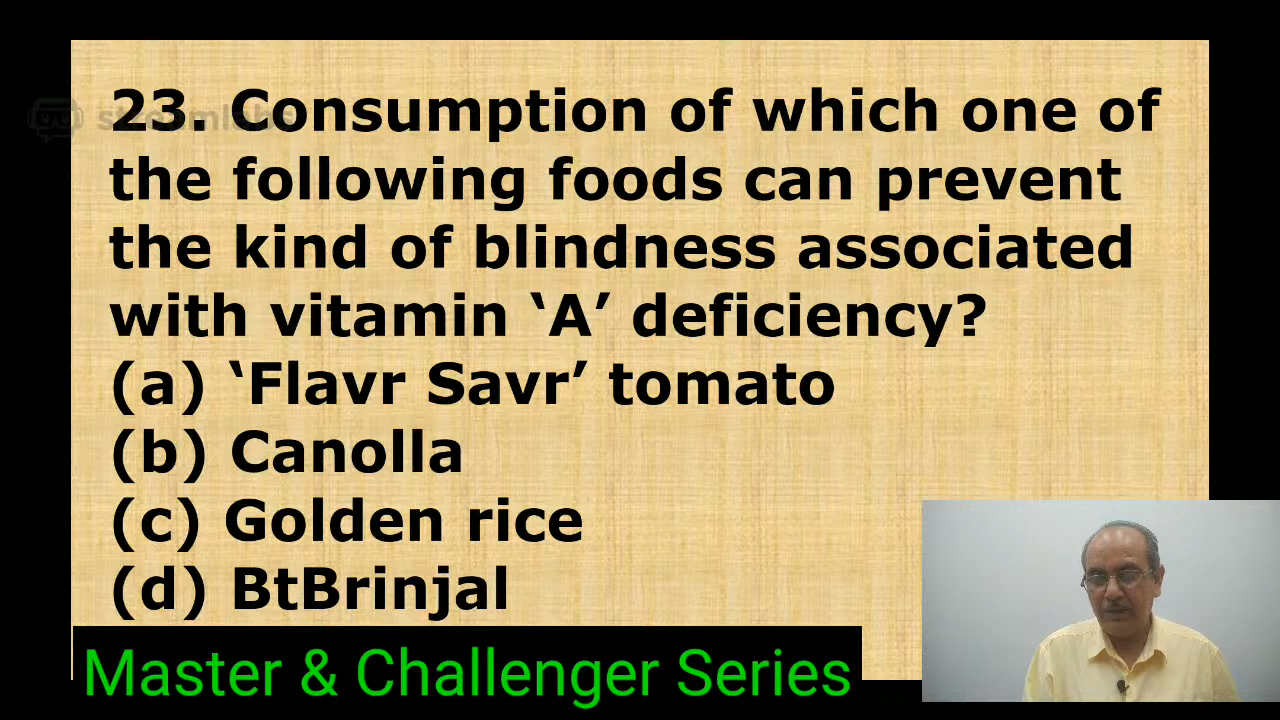 streamlabs
23. Consumption of which one of
the following foods can prevent
the kind of blindness associated
with vitamin ‘A’ deficiency?
(a) ‘Flavr Savr’ tomato
(b) Canolla
(c) Golden rice
(d) BtBrinjal
Master & Challenger Series